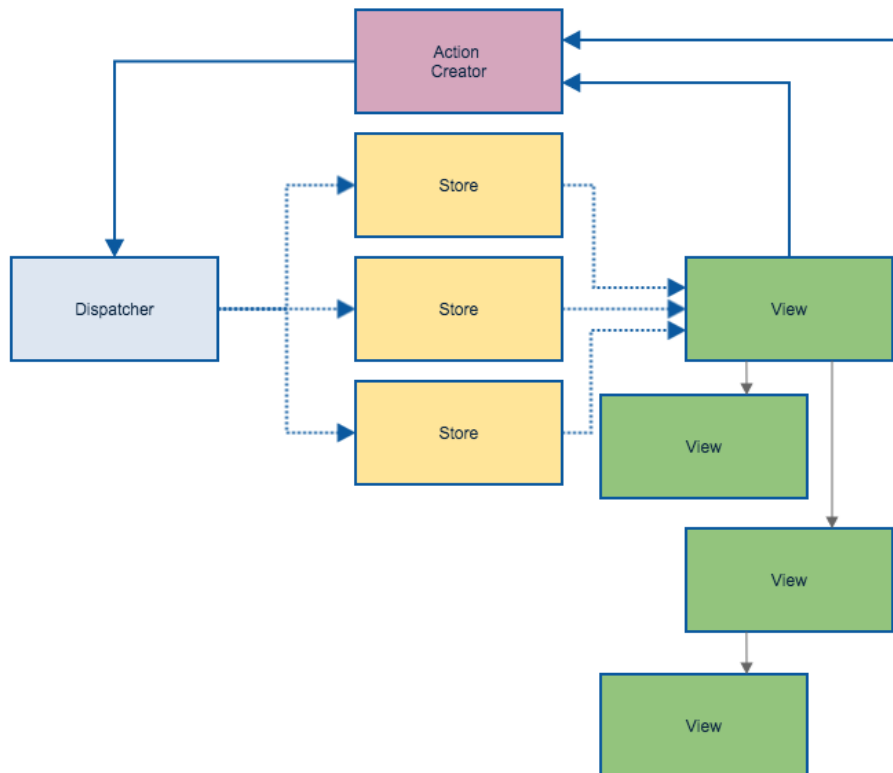 Action
Creator
Store
Dispatcher
Store
View
Store
View
View
View